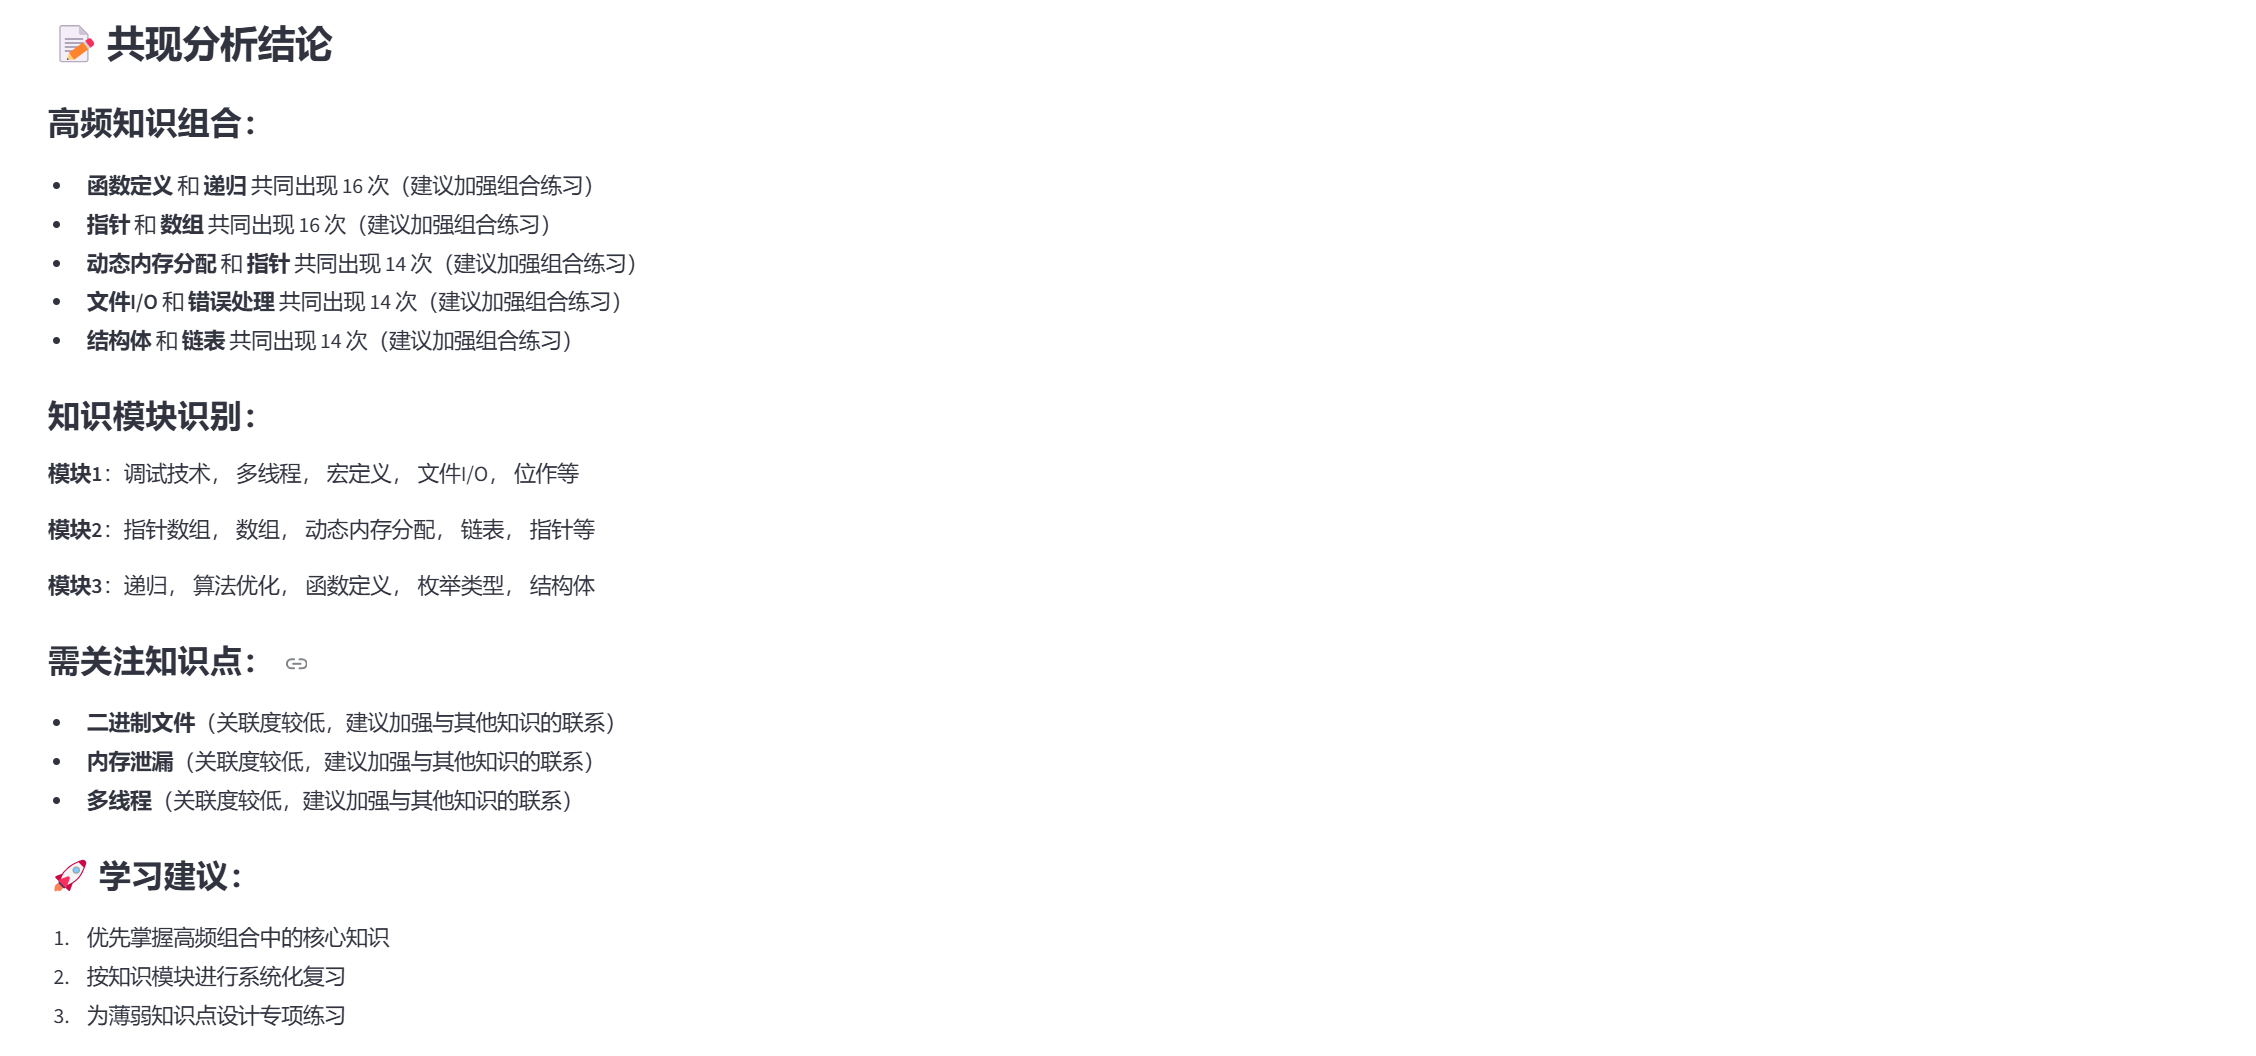 📝 共现分析结论
高频知识组合：
• 函数定义 和 递归 共同出现 16 次（建议加强组合练习）
• 指针 和 数组 共同出现 16 次（建议加强组合练习）
• 动态内存分配 和 指针 共同出现 14 次（建议加强组合练习）
• 文件I/O 和 错误处理 共同出现 14 次（建议加强组合练习）
• 结构体 和 链表 共同出现 14 次（建议加强组合练习）
知识模块识别：
模块1：调试技术， 多线程， 宏定义， 文件I/O， 位作等
模块2：指针数组， 数组， 动态内存分配， 链表， 指针等
模块3：递归， 算法优化， 函数定义， 枚举类型， 结构体
需关注知识点：
• 二进制文件（关联度较低，建议加强与其他知识的联系）
• 内存泄漏（关联度较低，建议加强与其他知识的联系）
• 多线程（关联度较低，建议加强与其他知识的联系）
🚀 学习建议：
1. 优先掌握高频组合中的核心知识
2. 按知识模块进行系统化复习
3. 为薄弱知识点设计专项练习